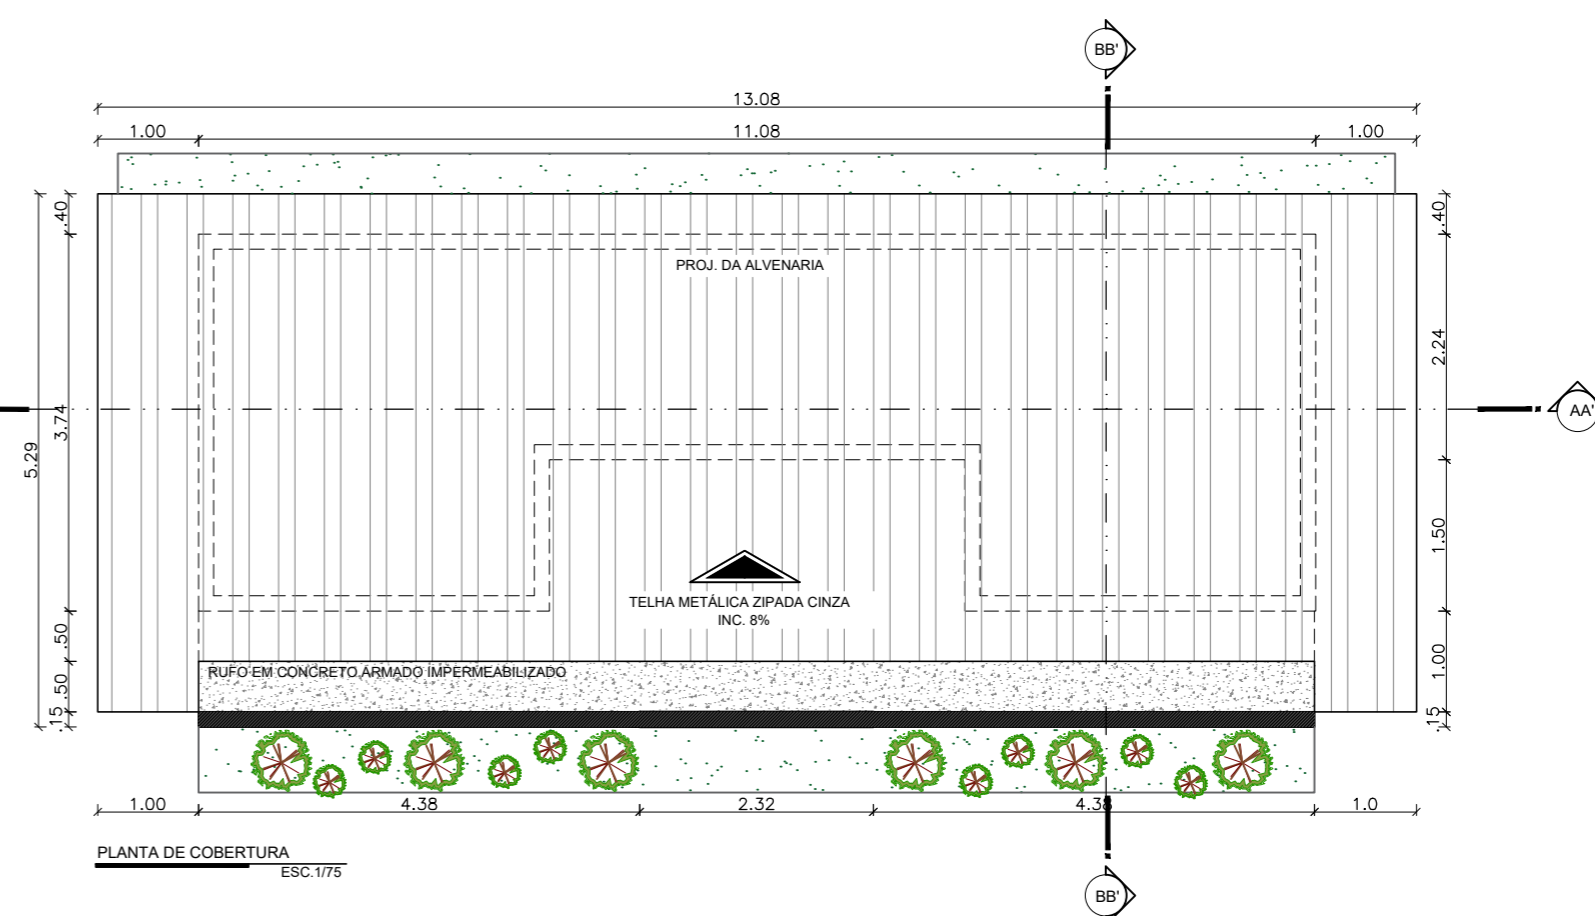 BB'
13.08
1.00
11.08
1.00
.40
.40
PROJ. DA ALVENARIA
2.24
3.74
5.29
AA'
1.50
TELHA METÁLICA ZIPADA CINZA
INC. 8%
.50
1.00
RUFO EM CONCRETO ARMADO IMPERMEABILIZADO
.50
.15
.15
1.00
4.38
2.32
4.38
1.0
PLANTA DE COBERTURA
ESC.1/75
BB'